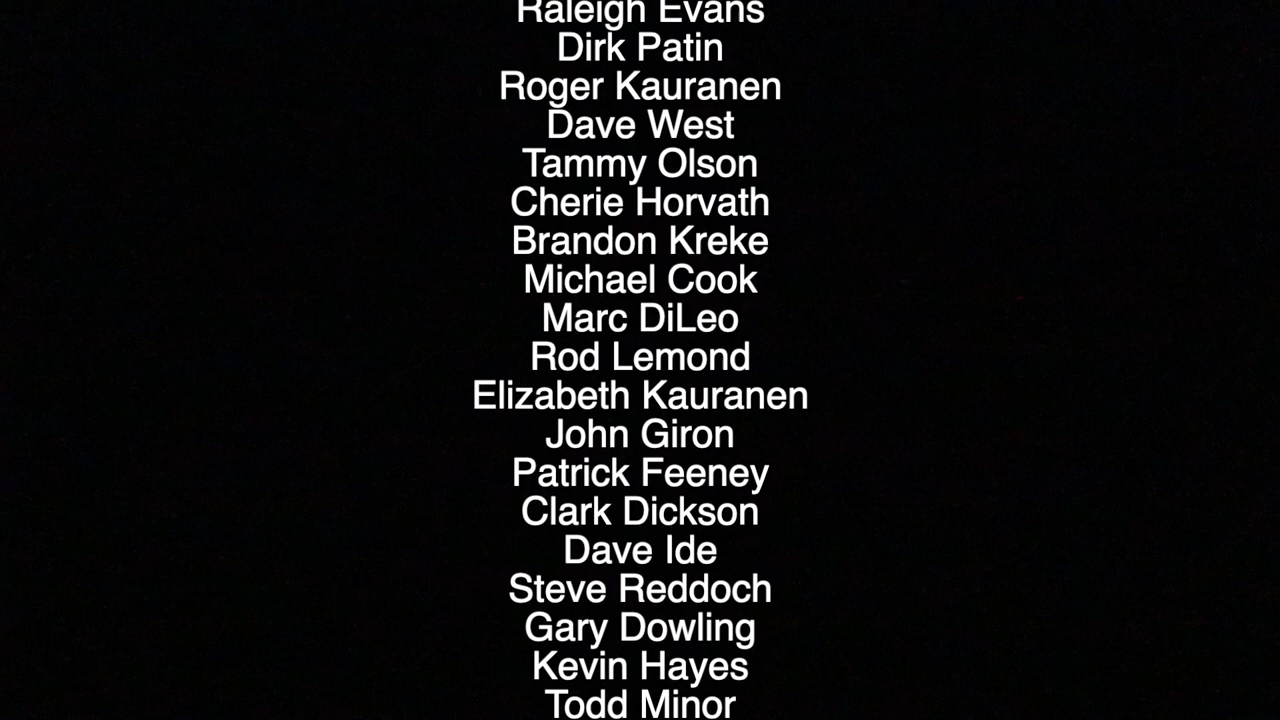 Raleigh Evans
Dirk Patin
Roger Kauranen
Dave West
Tammy Olson
Cherie Horvath
Brandon Kreke
Michael Cook
Marc DiLeo
Rod Lemond
Elizabeth Kauranen
John Giron
Patrick Feeney
Clark Dickson
Dave Ide
Steve Reddoch
Gary Dowling
Kevin Hayes
Todd Minor